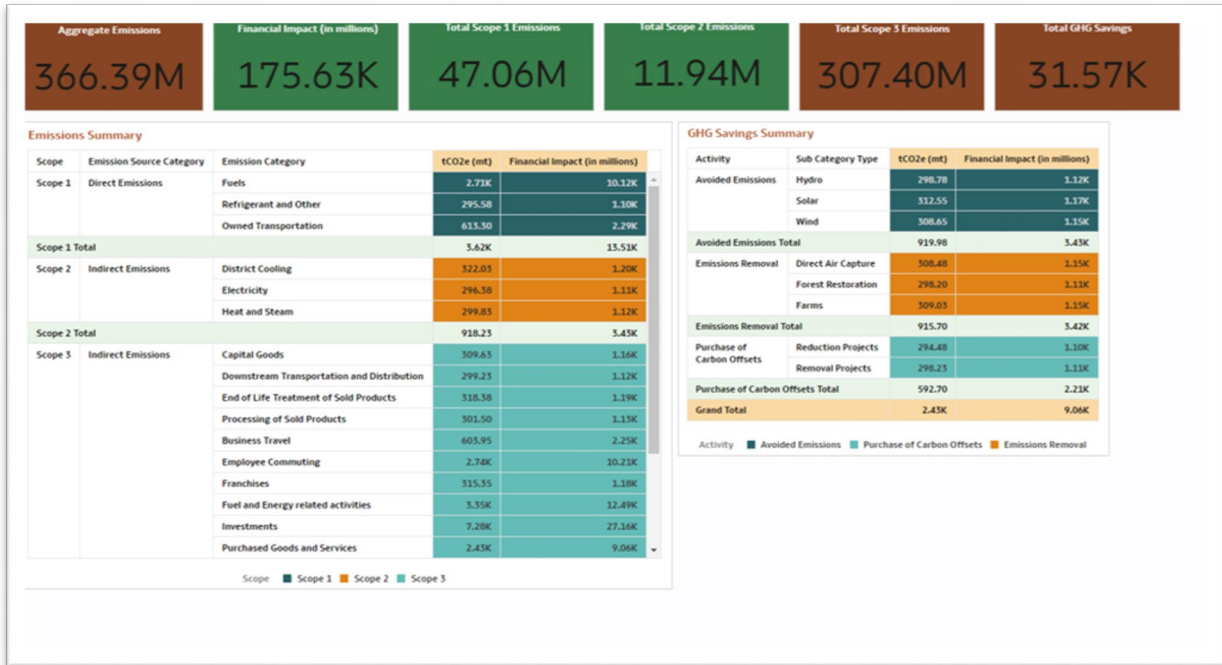 Aggregate Emissions
366.39M
Financial Impact (in millions)
175.63K
Total Scope 1 Emissions
47.06M
Total Scope 2 Emissions
11.94M
Total Scope 3 Emissions
307.40M
Total GHG Savings
31.57K
Emissions Summary
Scope Emission Source Category Emission Category tCO2e (mt) Financial Impact (in millions)
Scope 1 Direct Emissions Fuels 2.71K 10.12K
Refrigerant and Other 295.58 1.10K
Owned Transportation 613.30 2.29K
Scope 1 Total 3.62K 13.51K
Scope 2 Indirect Emissions District Cooling 322.03 1.20K
Electricity 296.38 1.11K
Heat and Steam 299.83 1.12K
Scope 2 Total 918.23 3.43K
Scope 3 Indirect Emissions Capital Goods 309.63 1.16K
Downstream Transportation and Distribution 299.23 1.12K
End of Life Treatment of Sold Products 318.38 1.19K
Processing of Sold Products 301.50 1.13K
Business Travel 603.95 2.25K
Employee Commuting 2.74K 10.21K
Franchises 315.35 1.18K
Fuel and Energy related activities 3.35K 12.49K
Investments 7.28K 27.16K
Purchased Goods and Services 2.43K 9.06K
Scope Scope 1 Scope 2 Scope 3
GHG Savings Summary
Activity Sub Category Type tCO2e (mt) Financial Impact (in millions)
Avoided Emissions Hydro 298.78 1.12K
Solar 312.55 1.17K
Wind 308.65 1.15K
Avoided Emissions Total 919.98 3.43K
Emissions Removal Direct Air Capture 308.48 1.15K
Forest Restoration 298.20 1.11K
Farms 309.03 1.15K
Emissions Removal Total 915.70 3.42K
Purchase of Carbon Offsets Reduction Projects 294.48 1.10K
Removal Projects 298.23 1.11K
Purchase of Carbon Offsets Total 592.70 2.21K
Grand Total 2.43K 9.06K
Activity Avoided Emissions Purchase of Carbon Offsets Emissions Removal